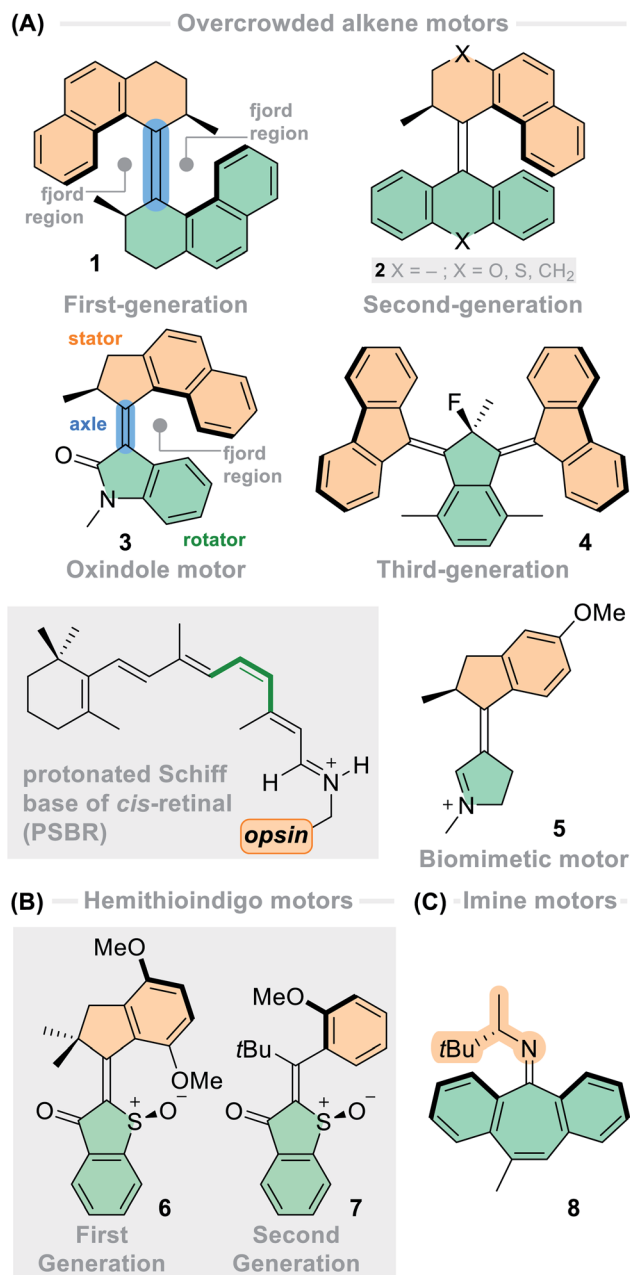 (A) Overcrowded alkene motors
fjord
region
fjord
region
1
First-generation
X
X
2 X = – ; X = O, S, CH₂
Second-generation
stator
axle
fjord
region
O
N
rotator
3
Oxindole motor
F
4
Third-generation
H
N
+
H
opsin
protonated Schiff
base of cis-retinal
(PSBR)
OMe
N
+
5
Biomimetic motor
(B) Hemithioindigo motors
MeO
OMe
O
S
+
O
–
6
First
Generation
MeO
tBu
O
S
+
O
–
7
Second
Generation
(C) Imine motors
tBu
N
8